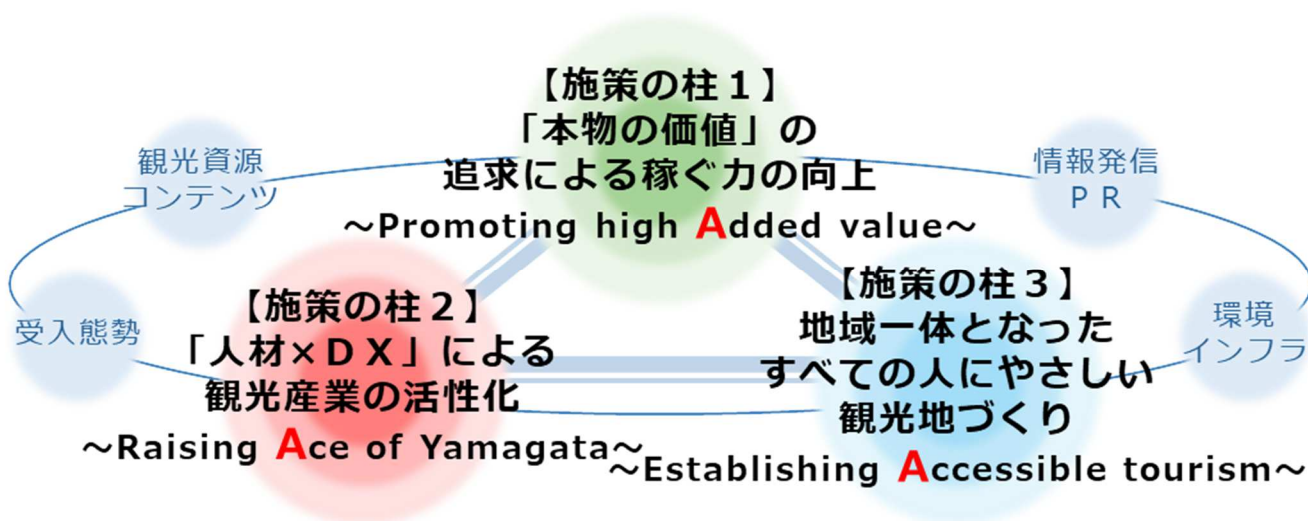 【施策の柱１】
「本物の価値」の
追求による稼ぐ力の向上
～Promoting high Added value～
観光資源
コンテンツ
情報発信
ＰＲ
受入態勢
環境
インフラ
【施策の柱２】
「人材×ＤＸ」による
観光産業の活性化
～Raising Ace of Yamagata～
【施策の柱３】
地域一体となった
すべての人にやさしい
観光地づくり
～Establishing Accessible tourism～